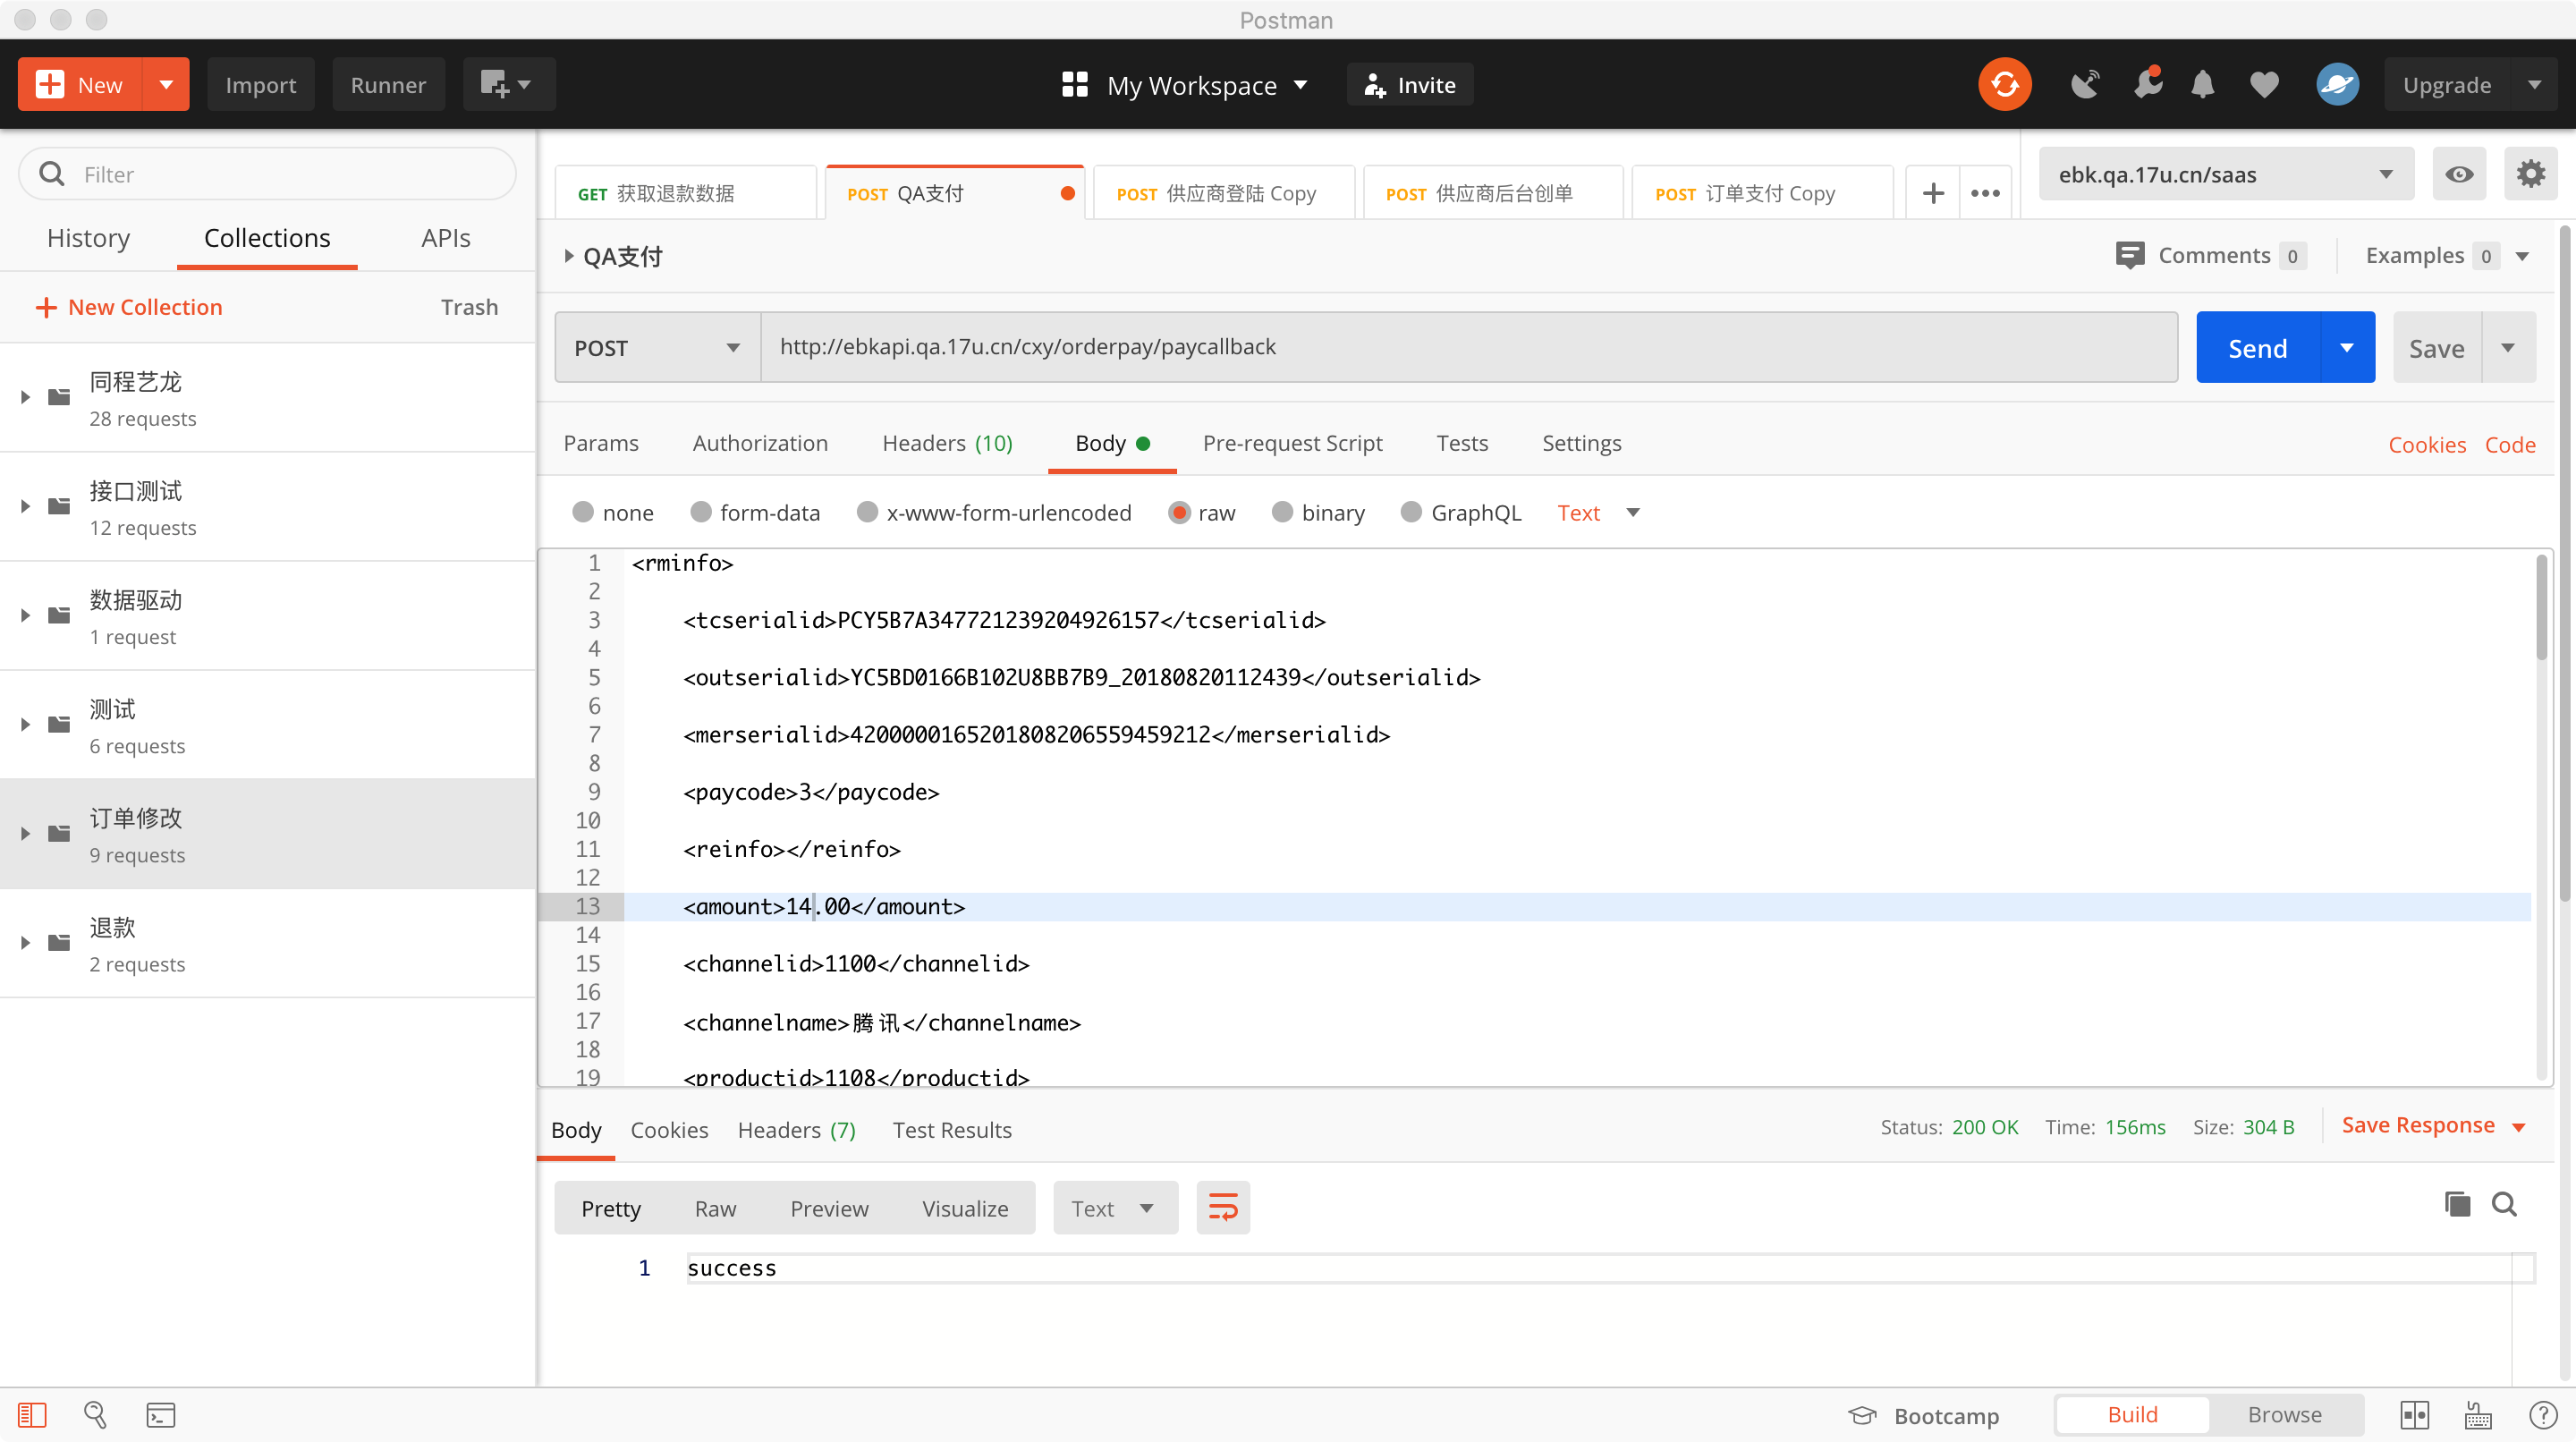 Postman
New
Import
Runner
My Workspace
Invite
Upgrade
Filter
History
Collections
APIs
New Collection
Trash
同程艺龙
28 requests
接口测试
12 requests
数据驱动
1 request
测试
6 requests
订单修改
9 requests
退款
2 requests
GET 获取退款数据
POST QA支付
POST 供应商登陆 Copy
POST 供应商后台创单
POST 订单支付 Copy
ebk.qa.17u.cn/saas
QA支付
Comments 0
Examples 0
POST
http://ebkapi.qa.17u.cn/cxy/orderpay/paycallback
Send
Save
Params
Authorization
Headers (10)
Body
Pre-request Script
Tests
Settings
Cookies
Code
none
form-data
x-www-form-urlencoded
raw
binary
GraphQL
Text
1 <rminfo>
2
3 <tcserialid>PCY5B7A347721239204926157</tcserialid>
4
5 <outserialid>YC5BD0166B102U8BB7B9_20180820112439</outserialid>
6
7 <merserialid>4200000165201808206559459212</merserialid>
8
9 <paycode>3</paycode>
10
11 <reinfo></reinfo>
12
13 <amount>14.00</amount>
14
15 <channelid>1100</channelid>
16
17 <channelname>腾讯</channelname>
18
19 <productid>1108</productid>
Body
Cookies
Headers (7)
Test Results
Status: 200 OK
Time: 156ms
Size: 304 B
Save Response
Pretty
Raw
Preview
Visualize
Text
1 success
Bootcamp
Build
Browse